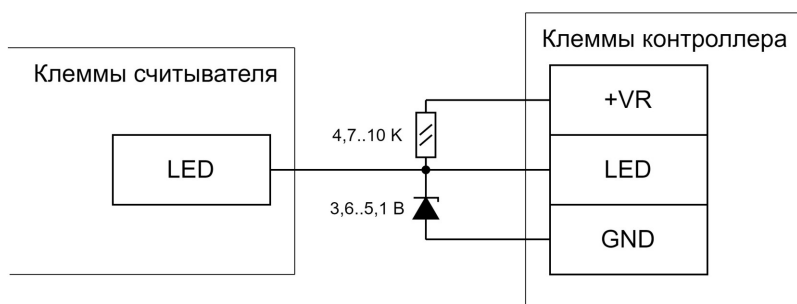 Клеммы контроллера
Клеммы считывателя
+VR
4,7..10 K
LED
LED
3,6..5,1 В
GND